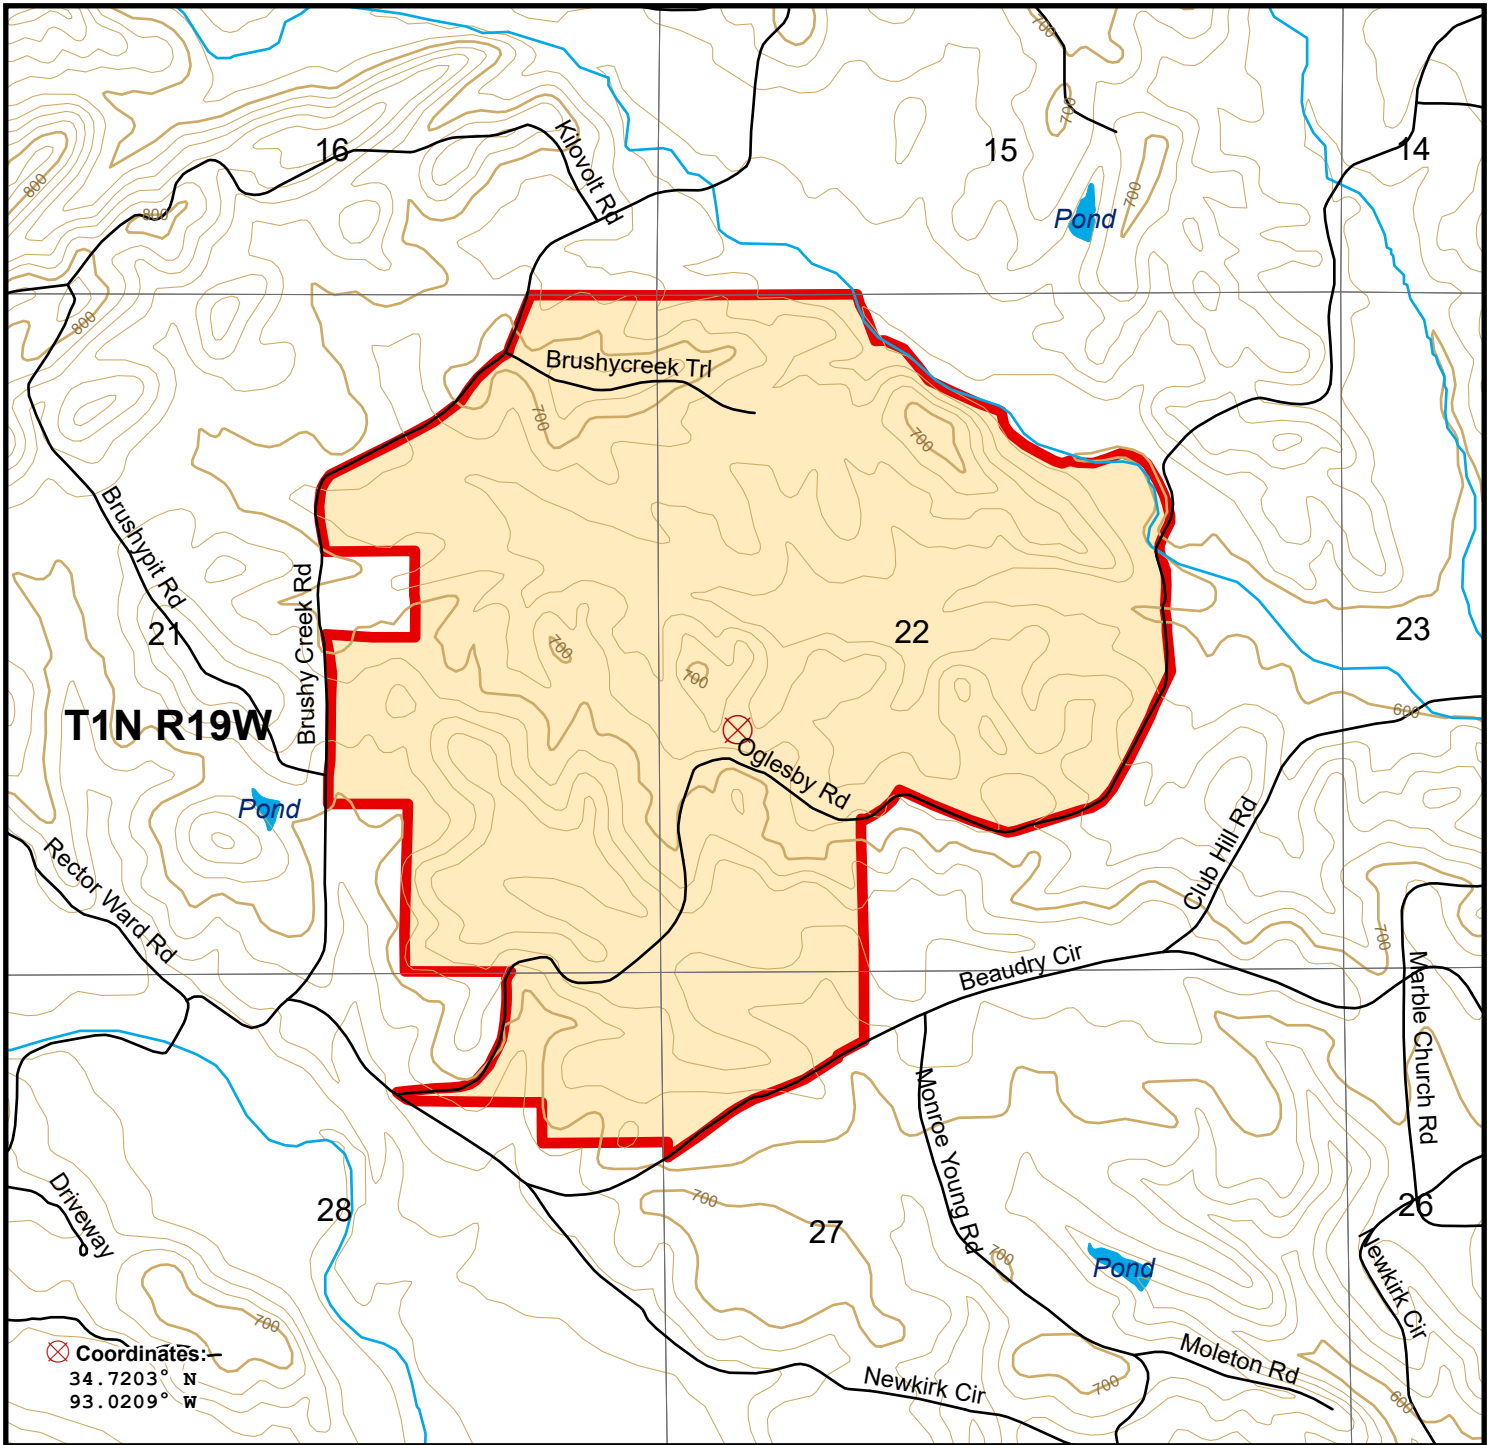 700
16
15
14
700
Kilovolt Rd
800
800
Pond
700
800
Brushycreek Trl
700
700
Brushypit Rd
Brushy Creek Rd
21
22
23
700
700
T1N R19W
600
Oglesby Rd
Pond
Club Hill Rd
Rector Ward Rd
700
Beaudry Cir
Marble Church Rd
Monroe Young Rd
Driveway
28
700
27
26
700
Pond
Newkirk Cir
700
Coordinates:
34.7203° N
93.0209° W
Moleton Rd
Newkirk Cir
700
600